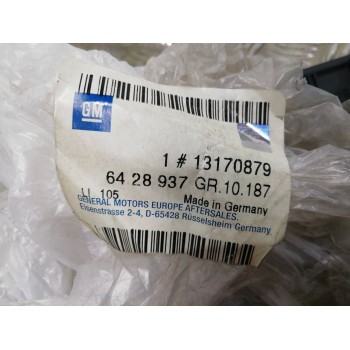 GM
1 # 13170879
64 28 937 GR.10.187
LI 105 Made in Germany
GENERAL MOTORS EUROPE AFTERSALES.
Eisenstrasse 2-4, D-65428 Rüsselsheim Germany